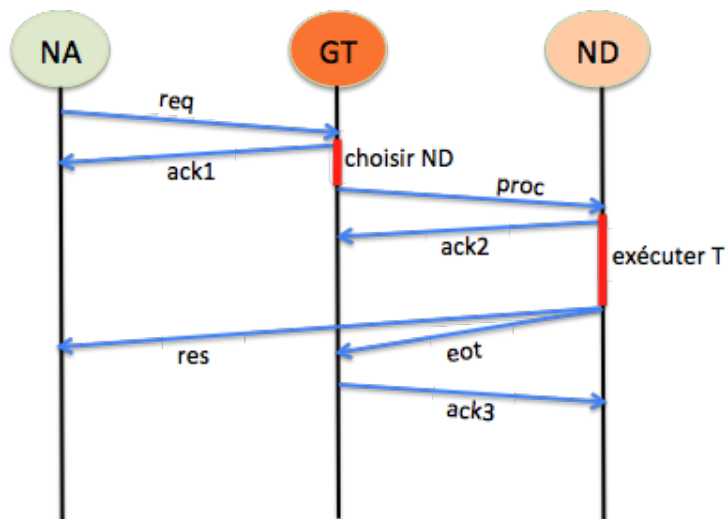 NA
GT
ND
req
ack1
choisir ND
proc
ack2
exécuter T
res
eot
ack3